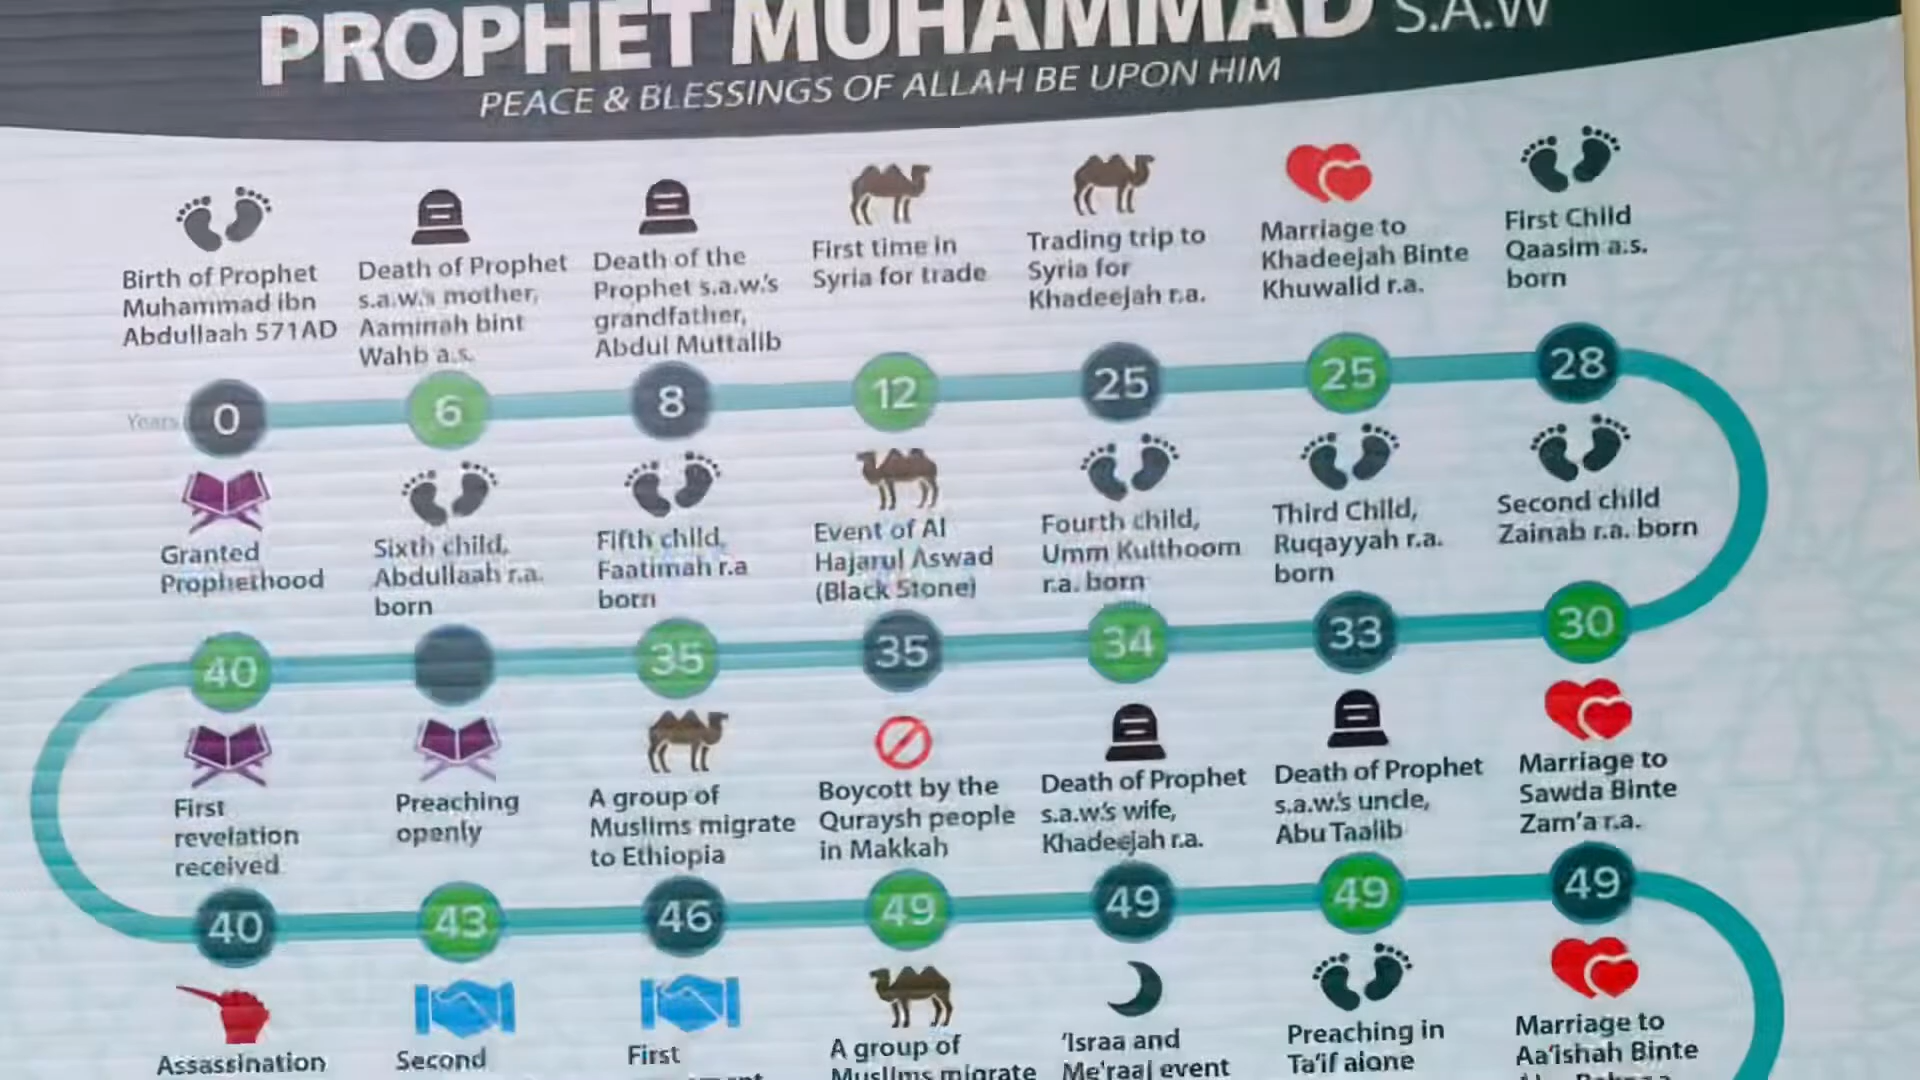 PROPHET MUHAMMAD S.A.W
PEACE & BLESSINGS OF ALLAH BE UPON HIM
Birth of Prophet
Muhammad ibn
Abdullaah 571AD
Death of Prophet
s.a.w.'s mother,
Aaminah bint
Wahb a.s.
Death of the
Prophet s.a.w.'s
grandfather,
Abdul Muttalib
First time in
Syria for trade
Trading trip to
Syria for
Khadeejah r.a.
Marriage to
Khadeejah Binte
Khuwalid r.a.
First Child
Qaasim a.s.
born
Years
0
6
8
12
25
25
28
Granted
Prophethood
Sixth child,
Abdullaah r.a.
born
Fifth child,
Faatimah r.a
born
Event of Al
Hajarul Aswad
(Black Stone)
Fourth child,
Umm Kulthoom
r.a. born
Third Child,
Ruqayyah r.a.
born
Second child
Zainab r.a. born
40
35
35
34
33
30
First
revelation
received
Preaching
openly
A group of
Muslims migrate
to Ethiopia
Boycott by the
Quraysh people
in Makkah
Death of Prophet
s.a.w.'s wife,
Khadeejah r.a.
Death of Prophet
s.a.w.'s uncle,
Abu Taalib
Marriage to
Sawda Binte
Zam'a r.a.
40
43
46
49
49
49
49
Assassination
Second
First
A group of
Muslims migrate
'Israa and
Me'raaj event
Preaching in
Ta'if alone
Marriage to
Aa'ishah Binte